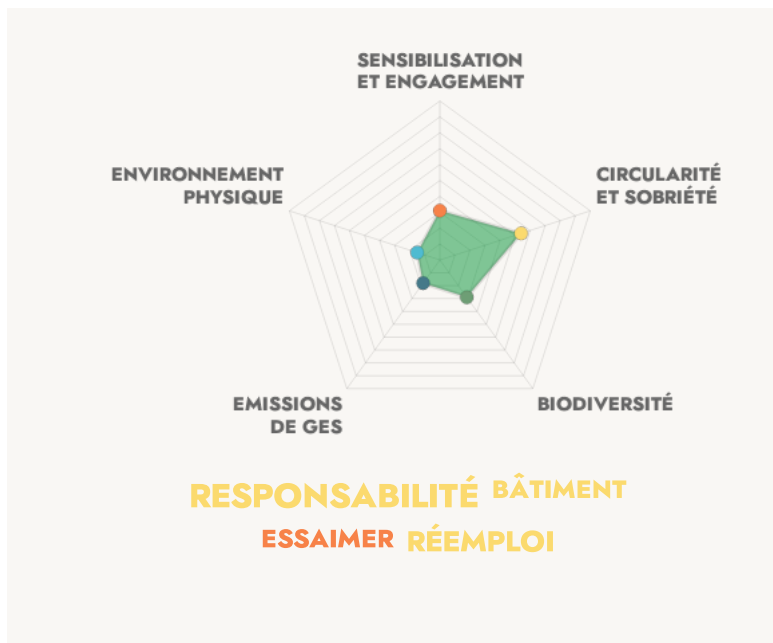 SENSIBILISATION
ET ENGAGEMENT
ENVIRONNEMENT
PHYSIQUE
CIRCULARITÉ
ET SOBRIÉTÉ
EMISSIONS
DE GES
BIODIVERSITÉ
RESPONSABILITÉ BÂTIMENT
ESSAIMER RÉEMPLOI